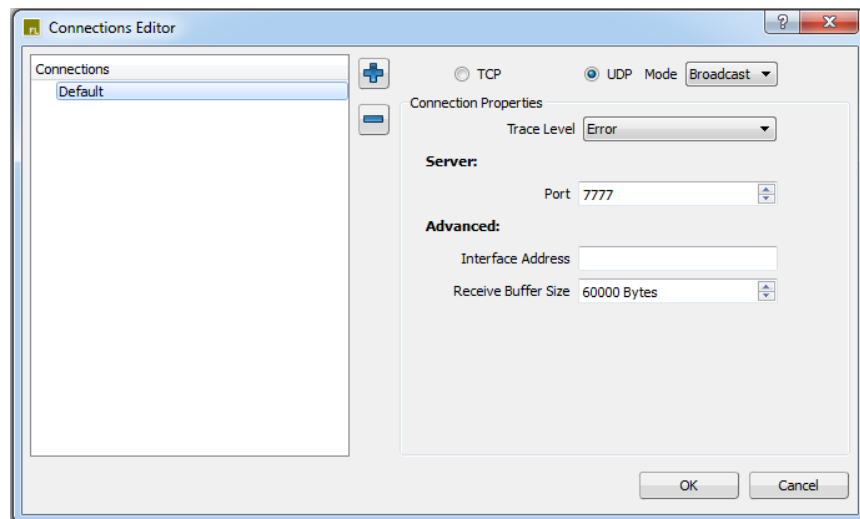 FL Connections Editor ?
Connections
Default
TCP UDP Mode Broadcast
Connection Properties
Trace Level Error
Server:
Port 7777
Advanced:
Interface Address
Receive Buffer Size 60000 Bytes
OK Cancel